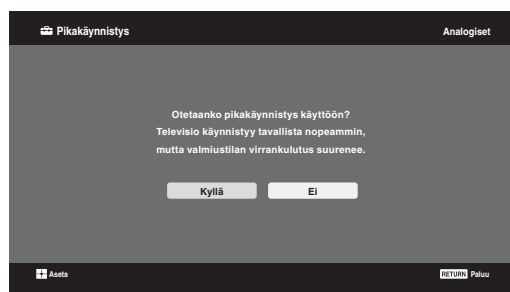 Pikakäynnistys
Analogiset
Otetaanko pikakäynnistys käyttöön?
Televisio käynnistyy tavallista nopeammin,
mutta valmiustilan virrankulutus suurenee.
Kyllä
Ei
Aseta
RETURN Paluu